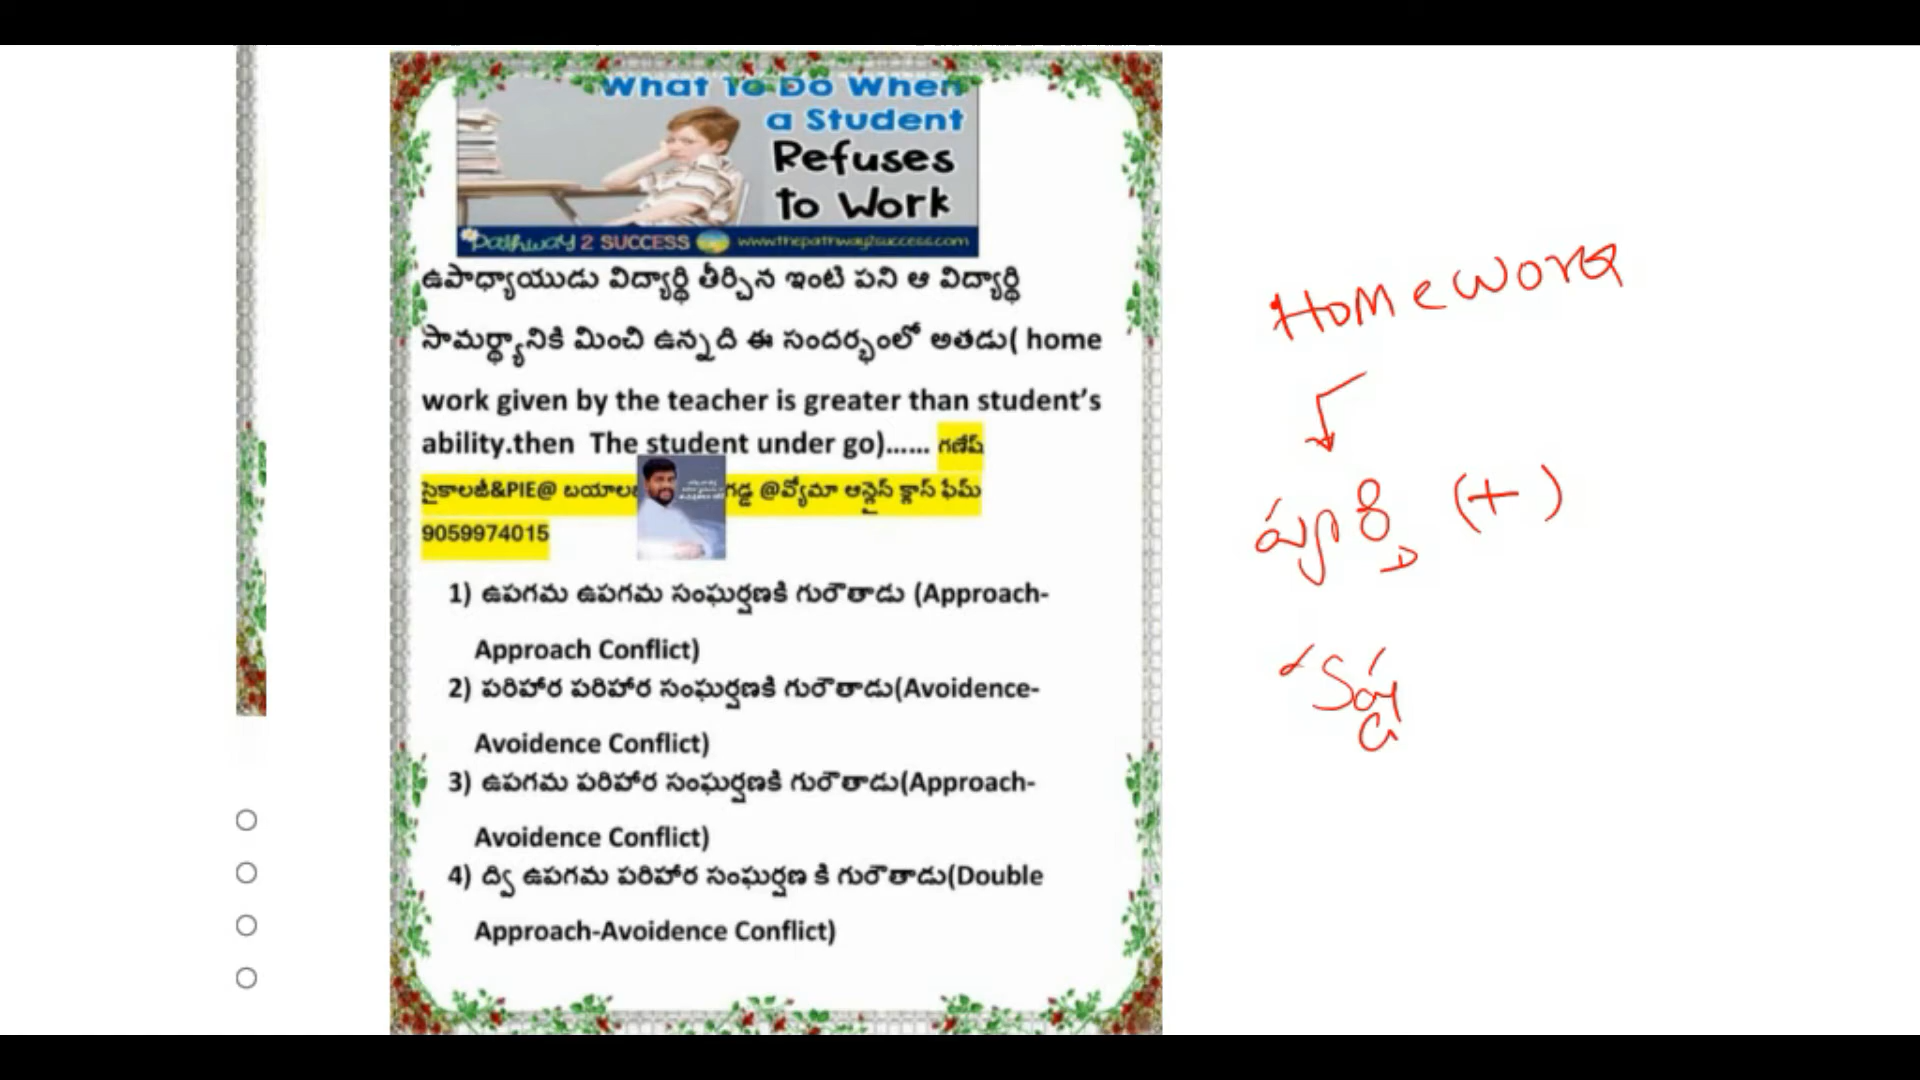 What To Do When
a Student
Refuses
to Work
Pathway 2 SUCCESS www.thepathway2success.com
ఉపాధ్యాయుడు విద్యార్థి తీర్చిన ఇంటి పని ఆ విద్యార్థి
సామర్థ్యానికి మించి ఉన్నది ఈ సందర్భంలో అతడు( home
work given by the teacher is greater than student's
ability.then The student under go)...... గణేష్
సైకాలజీ&PIE@ గడ్డ @వ్యోమా ఆన్లైన్ క్లాస్ ఫేమ్
9059974015
1) ఉపగమ ఉపగమ సంఘర్షణకి గురౌతాడు (Approach-
Approach Conflict)
2) పరిహార పరిహార సంఘర్షణకి గురౌతాడు(Avoidence-
Avoidence Conflict)
3) ఉపగమ పరిహార సంఘర్షణకి గురౌతాడు(Approach-
Avoidence Conflict)
4) ద్వి ఉపగమ పరిహార సంఘర్షణ కి గురౌతాడు(Double
Approach-Avoidence Conflict)
Homework
(+)